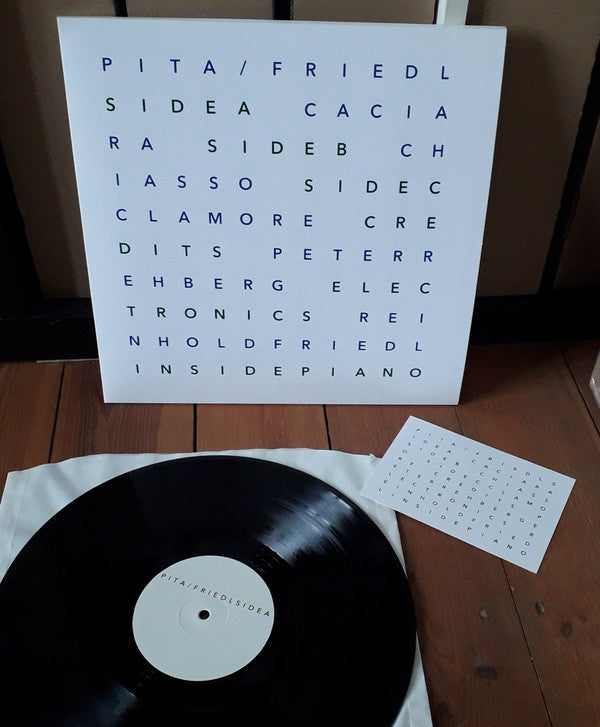 PITA/FRIEDL
SIDEA CACIA
RA SIDEB CH
IASSO SIDEC
CLAMORE CRE
DITS PETERR
EHBERG ELEC
TRONICS REI
NHOLDFRIEDL
INSIDEPIANO
PITA/FRIEDLSIDEA